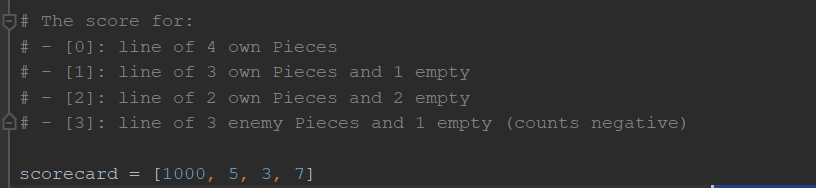 # The score for:
# - [0]: line of 4 own Pieces
# - [1]: line of 3 own Pieces and 1 empty
# - [2]: line of 2 own Pieces and 2 empty
# - [3]: line of 3 enemy Pieces and 1 empty (counts negative)
scorecard = [1000, 5, 3, 7]